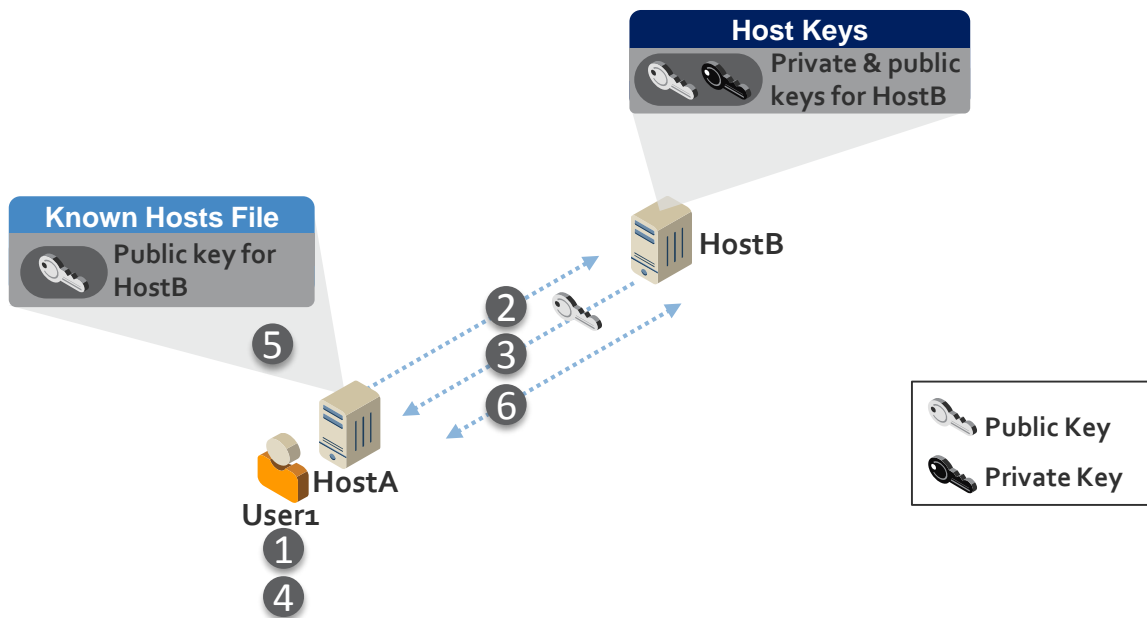 Host Keys
Private & public
keys for HostB
Known Hosts File
Public key for
HostB
HostB
2
5
3
6
HostA
User1
1
4
Public Key
Private Key